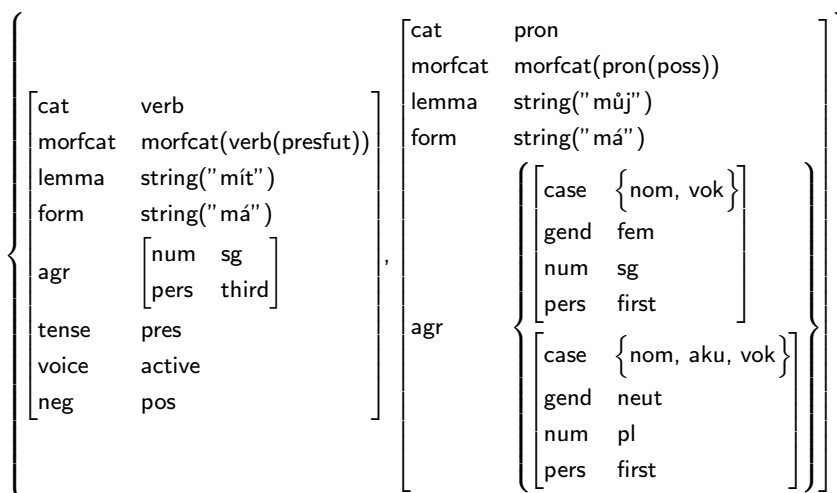 cat verb
morfcat morfcat(verb(presfut))
lemma string("mít")
form string("má")
agr [num sg
pers third]
tense pres
voice active
neg pos
,
cat pron
morfcat morfcat(pron(poss))
lemma string("můj")
form string("má")
agr
case {nom, vok}
gend fem
num sg
pers first
case {nom, aku, vok}
gend neut
num pl
pers first